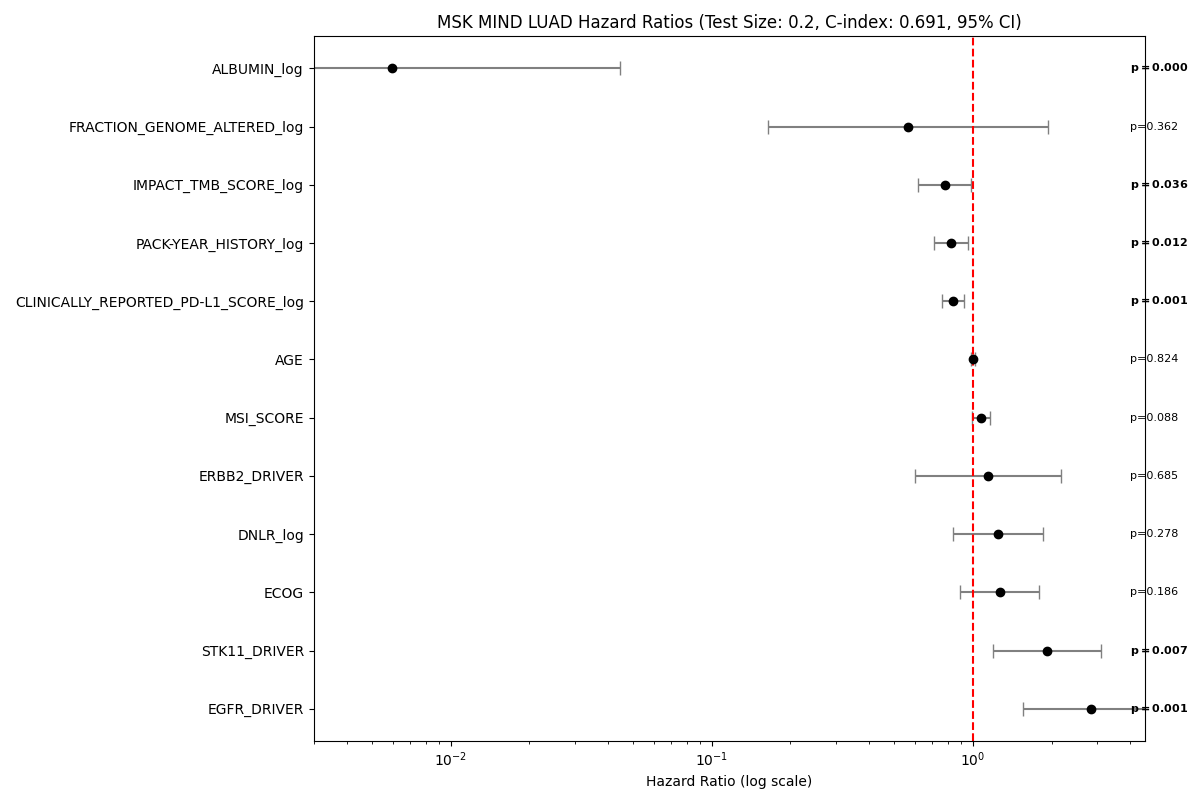 MSK MIND LUAD Hazard Ratios (Test Size: 0.2, C-index: 0.691, 95% CI)
ALBUMIN_log p=0.000
FRACTION_GENOME_ALTERED_log p=0.362
IMPACT_TMB_SCORE_log p=0.036
PACK-YEAR_HISTORY_log p=0.012
CLINICALLY_REPORTED_PD-L1_SCORE_log p=0.001
AGE p=0.824
MSI_SCORE p=0.088
ERBB2_DRIVER p=0.685
DNLR_log p=0.278
ECOG p=0.186
STK11_DRIVER p=0.007
EGFR_DRIVER p=0.001
10⁻² 10⁻¹ 10⁰
Hazard Ratio (log scale)